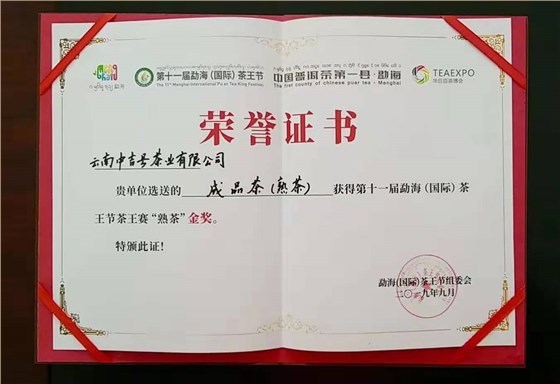 第十一届勐海(国际)茶王节
The 11th Menghai International Pu'er Tea King Festival
中国普洱茶第一县·勐海
The first county of chinese puer tea · Menghai
TEAEXPO
荣誉证书
云南中吉号茶业有限公司
贵单位选送的 成品茶(熟茶) 获得第十一届勐海(国际)茶
王节茶王赛“熟茶”金奖。
特颁此证!
勐海(国际)茶王节组委会
二〇一九年九月